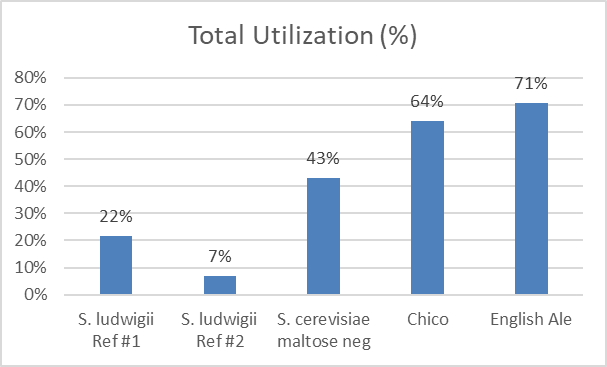 Total Utilization (%)
80%
70%
60%
50%
40%
30%
20%
10%
0%
22%
7%
43%
64%
71%
S. ludwigii
Ref #1
S. ludwigii
Ref #2
S. cerevisiae
maltose neg
Chico
English Ale